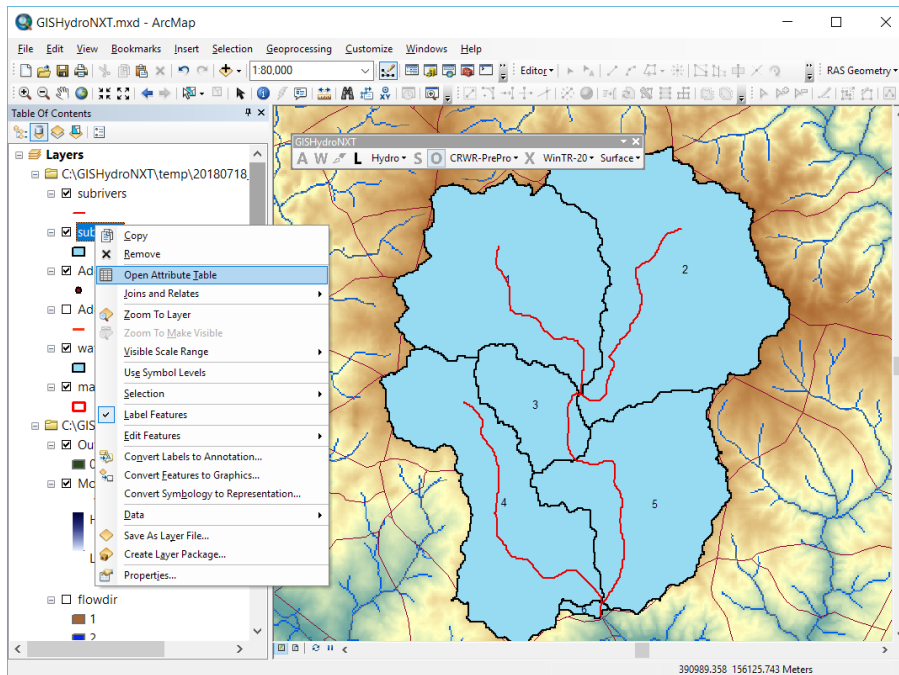 GISHydroNXT.mxd - ArcMap
File Edit View Bookmarks Insert Selection Geoprocessing Customize Windows Help
1:80,000 Editor RAS Geometry
Table Of Contents
Layers
C:\GISHydroNXT\temp\20180718_
subrivers
sub
Ad
Ad
wa
ma
C:\GIS
Ou
0
Mo
H
L
flowdir
1
2
Copy
Remove
Open Attribute Table
Joins and Relates
Zoom To Layer
Zoom To Make Visible
Visible Scale Range
Use Symbol Levels
Selection
Label Features
Edit Features
Convert Labels to Annotation...
Convert Features to Graphics...
Convert Symbology to Representation...
Data
Save As Layer File...
Create Layer Package...
Properties...
GISHydroNXT
A W L Hydro S O CRWR-PrePro X WinTR-20 Surface
1
2
3
4
5
6
390989.358 156125.743 Meters